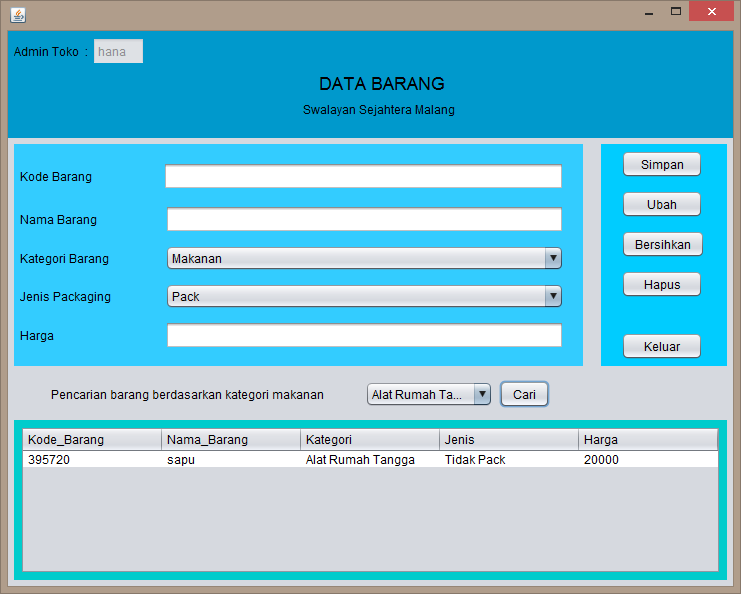 Admin Toko : hana
DATA BARANG
Swalayan Sejahtera Malang
Kode Barang
Nama Barang
Kategori Barang Makanan
Jenis Packaging Pack
Harga
Simpan
Ubah
Bersihkan
Hapus
Keluar
Pencarian barang berdasarkan kategori makanan Alat Rumah Ta... Cari
Kode_Barang Nama_Barang Kategori Jenis Harga
395720 sapu Alat Rumah Tangga Tidak Pack 20000